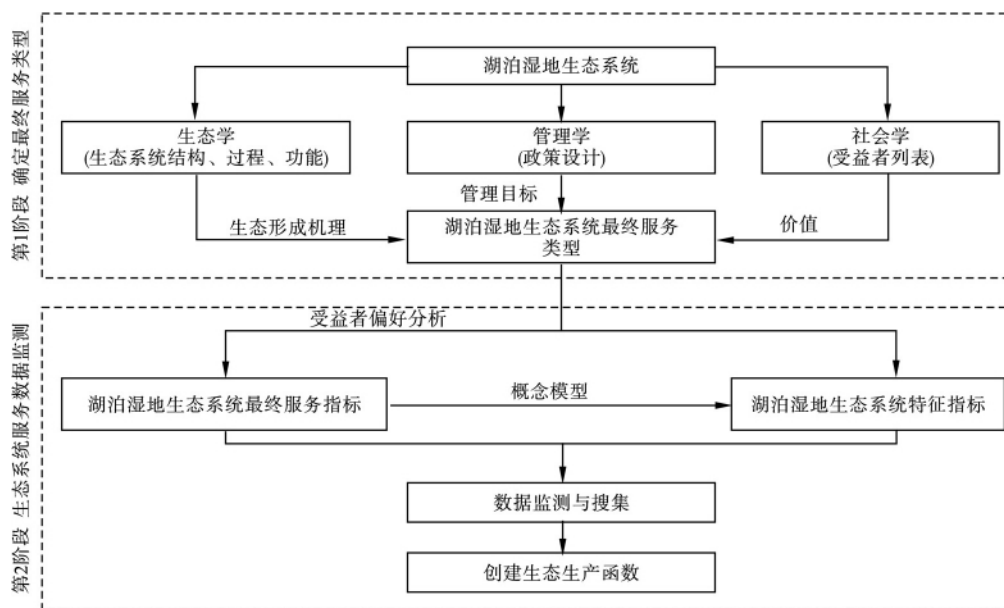 第1阶段 确定最终服务类型
湖泊湿地生态系统
生态学
(生态系统结构、过程、功能)
管理学
(政策设计)
社会学
(受益者列表)
管理目标
生态形成机理
价值
湖泊湿地生态系统最终服务
类型
第2阶段 生态系统服务数据监测
受益者偏好分析
湖泊湿地生态系统最终服务指标
概念模型
湖泊湿地生态系统特征指标
数据监测与搜集
创建生态生产函数